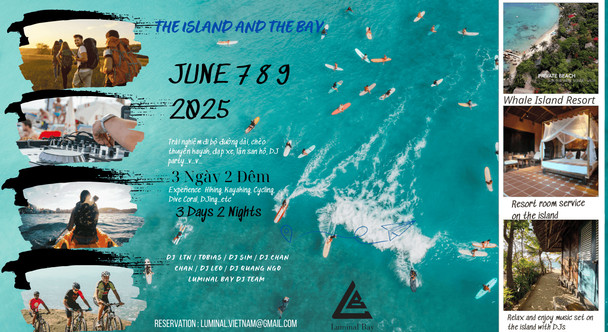 THE ISLAND AND THE BAY
JUNE 7 8 9
2025
Trải nghiệm đi bộ đường dài, chèo
thuyền kayak, đạp xe, lặn san hô, DJ
party .v..v..
3 Ngày 2 Đêm
Experience Hiking, Kayaking, Cycling,
Dive Coral, DJing...etc
3 Days 2 Nights
DJ LTN / TOBIAS / DJ SIM / DJ CHAN
CHAN / DJ LEO / DJ QUANG NGO
LUMINAL BAY DJ TEAM
RESERVATION : LUMINAL.VIETNAM@GMAIL.COM
Luminal Bay
PRIVATE BEACH
Whale Island Resort
Resort room service
on the island
Relax and enjoy music set on
the island with DJs